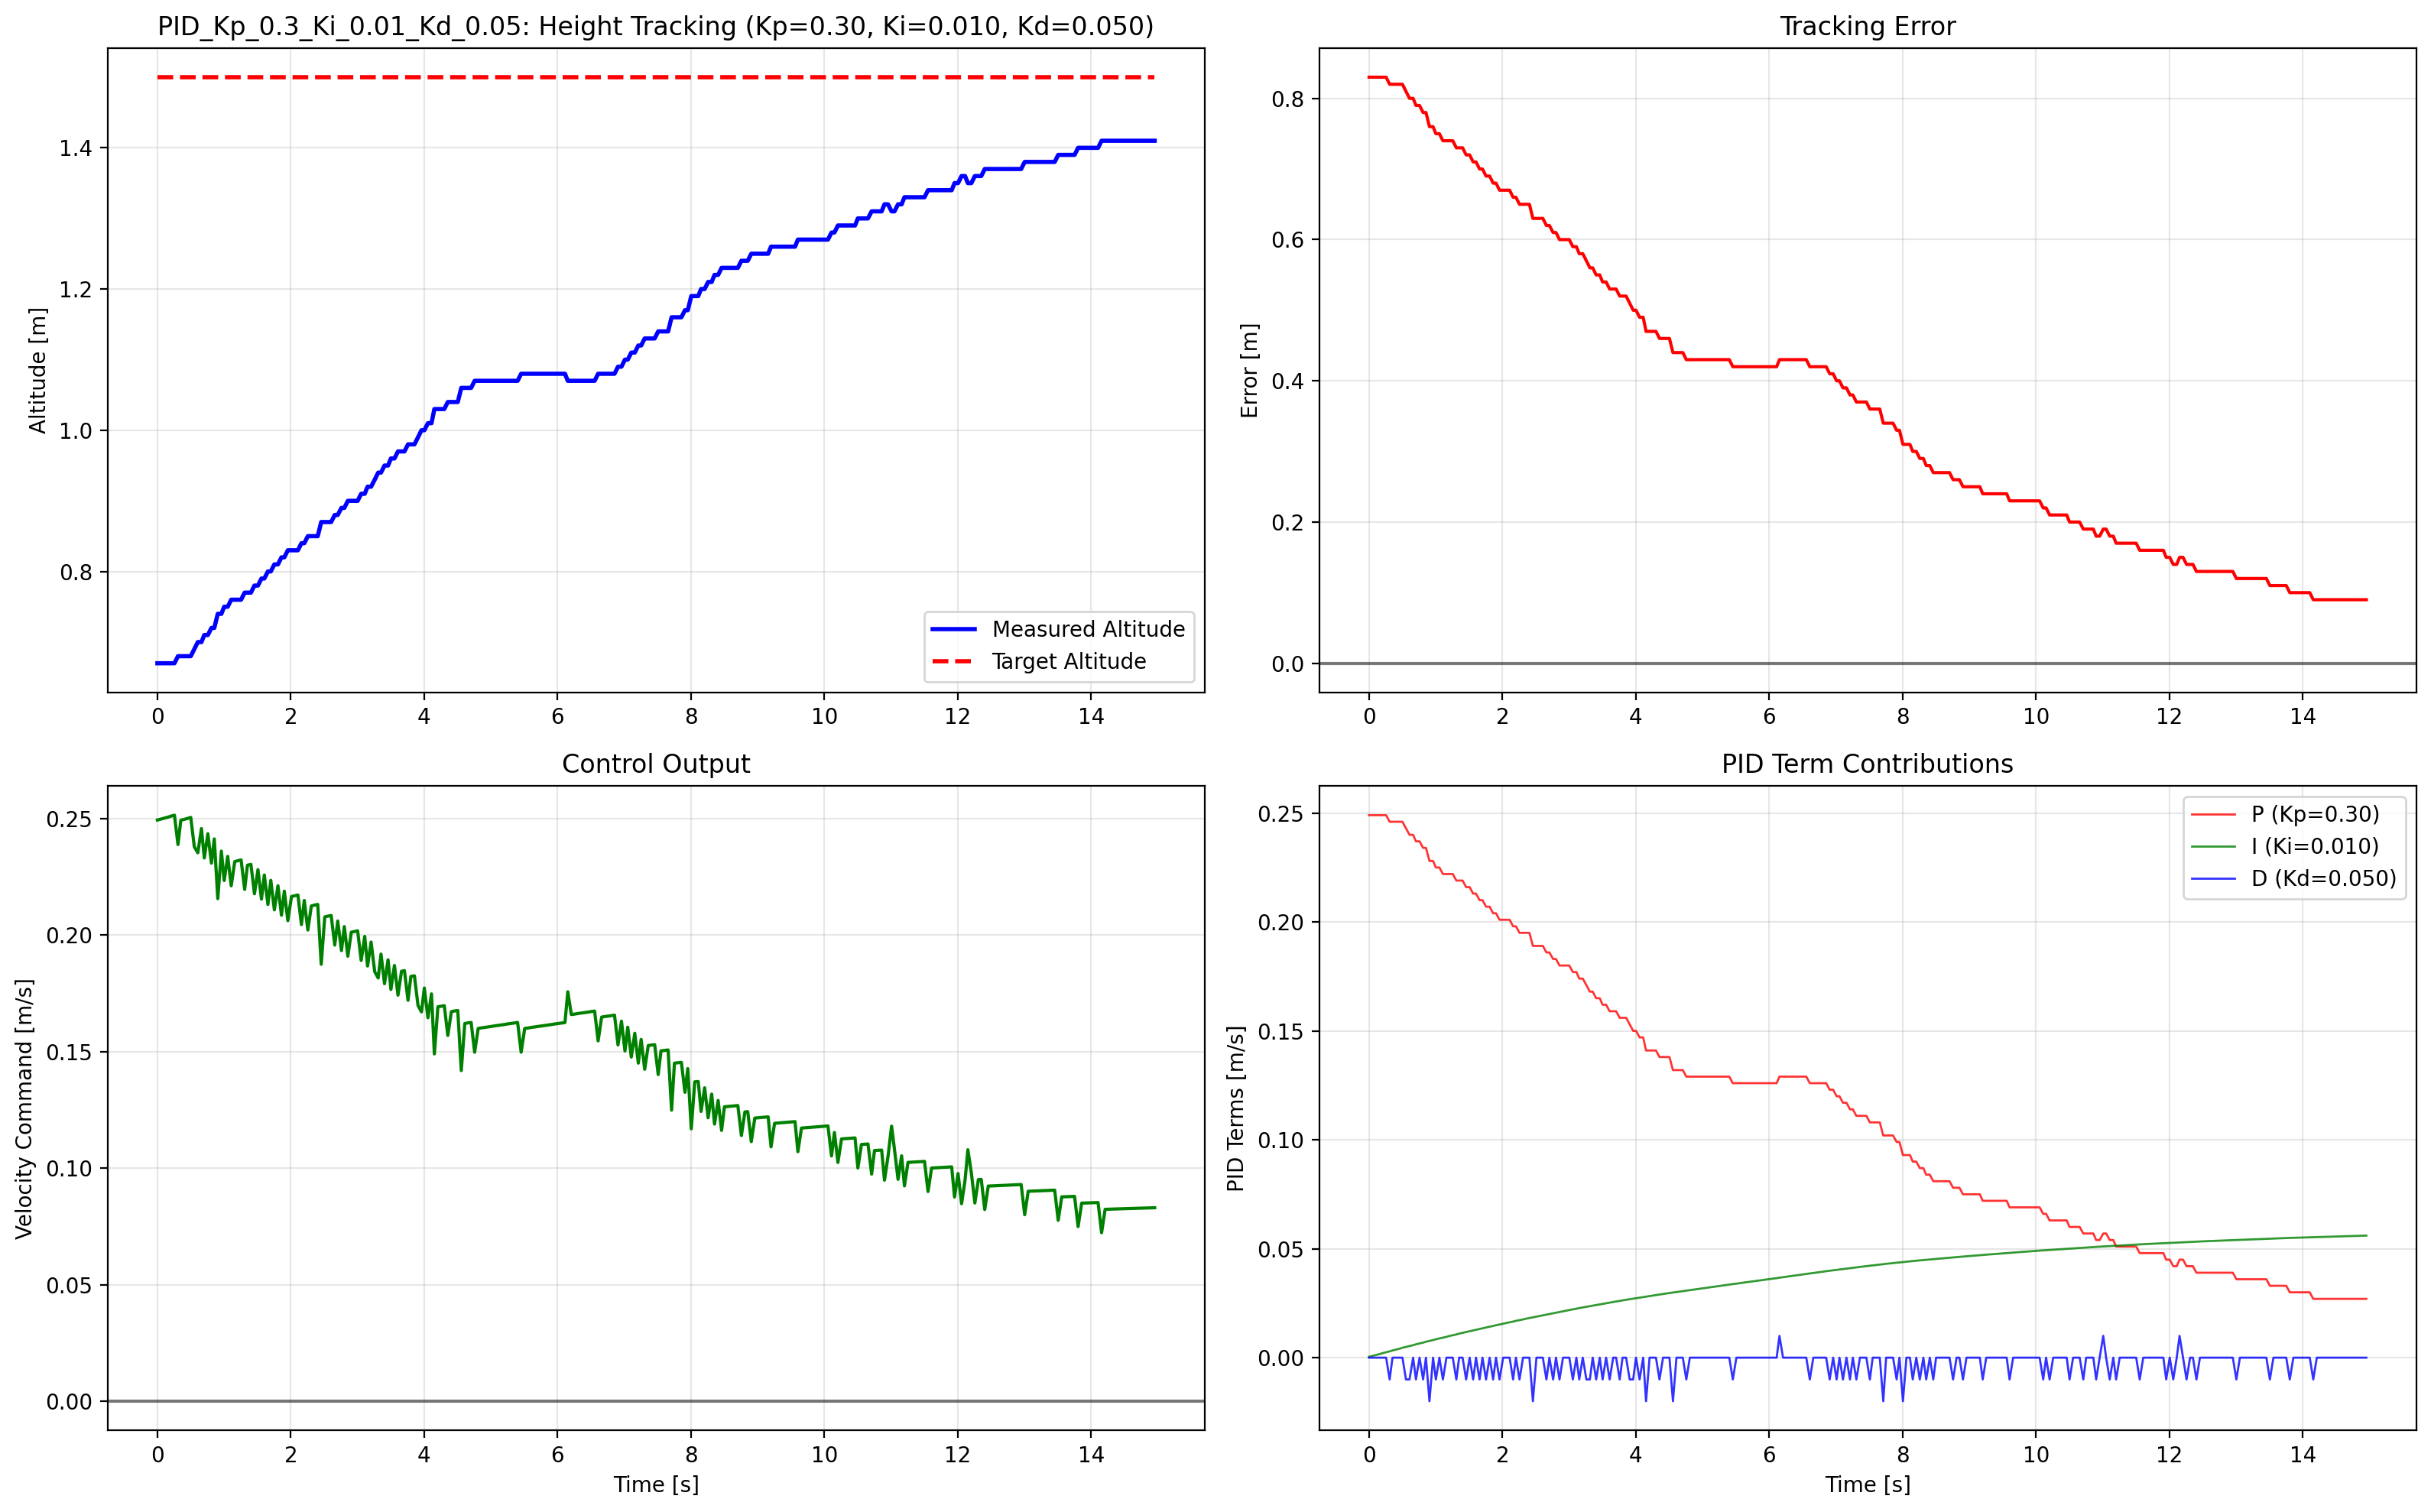 PID_Kp_0.3_Ki_0.01_Kd_0.05: Height Tracking (Kp=0.30, Ki=0.010, Kd=0.050)
Altitude [m]
1.4
1.2
1.0
0.8
0 2 4 6 8 10 12 14
Measured Altitude
Target Altitude
Tracking Error
Error [m]
0.8
0.6
0.4
0.2
0.0
0 2 4 6 8 10 12 14
Control Output
Velocity Command [m/s]
0.25
0.20
0.15
0.10
0.05
0.00
0 2 4 6 8 10 12 14
Time [s]
PID Term Contributions
PID Terms [m/s]
0.25
0.20
0.15
0.10
0.05
0.00
P (Kp=0.30)
I (Ki=0.010)
D (Kd=0.050)
0 2 4 6 8 10 12 14
Time [s]